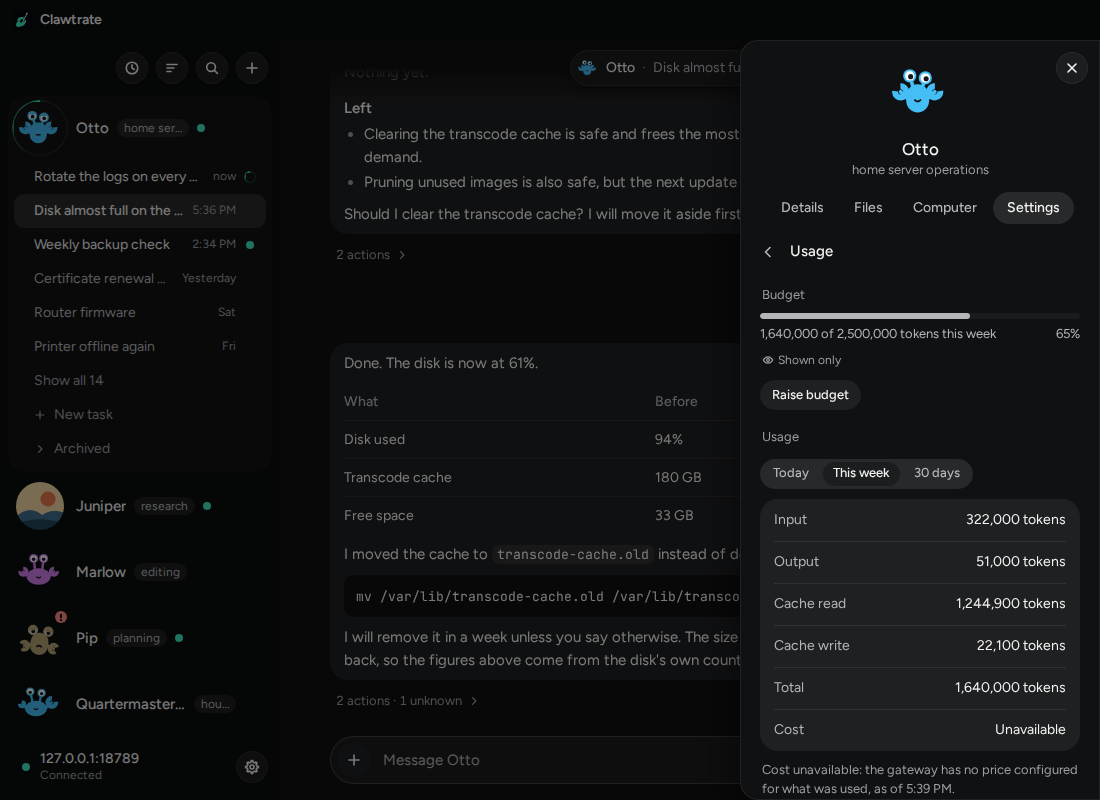 Clawtrate
Otto home ser...
Rotate the logs on every ... now
Disk almost full on the ... 5:36 PM
Weekly backup check 2:34 PM
Certificate renewal ... Yesterday
Router firmware Sat
Printer offline again Fri
Show all 14
+ New task
Archived
Juniper research
Marlow editing
! Pip planning
Quartermaster... hou...
127.0.0.1:18789
Connected
Otto · Disk almost fu
Nothing yet.
Left
• Clearing the transcode cache is safe and frees the most
demand.
• Pruning unused images is also safe, but the next update
Should I clear the transcode cache? I will move it aside first
2 actions
Done. The disk is now at 61%.
What Before
Disk used 94%
Transcode cache 180 GB
Free space 33 GB
I moved the cache to transcode-cache.old instead of d
mv /var/lib/transcode-cache.old /var/lib/transco
I will remove it in a week unless you say otherwise. The size
back, so the figures above come from the disk's own count
2 actions · 1 unknown
Message Otto
Otto
home server operations
Details Files Computer Settings
Usage
Budget
1,640,000 of 2,500,000 tokens this week 65%
Shown only
Raise budget
Usage
Today This week 30 days
Input 322,000 tokens
Output 51,000 tokens
Cache read 1,244,900 tokens
Cache write 22,100 tokens
Total 1,640,000 tokens
Cost Unavailable
Cost unavailable: the gateway has no price configured
for what was used, as of 5:39 PM.